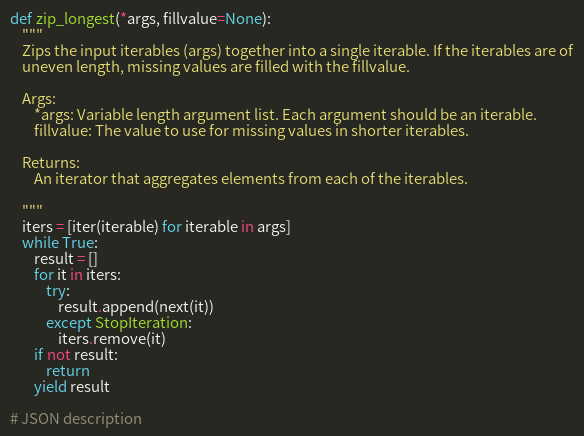 def zip_longest(*args, fillvalue=None):
    """
    Zips the input iterables (args) together into a single iterable. If the iterables are of
    uneven length, missing values are filled with the fillvalue.

    Args:
        *args: Variable length argument list. Each argument should be an iterable.
        fillvalue: The value to use for missing values in shorter iterables.

    Returns:
        An iterator that aggregates elements from each of the iterables.

    """
    iters = [iter(iterable) for iterable in args]
    while True:
        result = []
        for it in iters:
            try:
                result.append(next(it))
            except StopIteration:
                iters.remove(it)
        if not result:
            return
        yield result

# JSON description